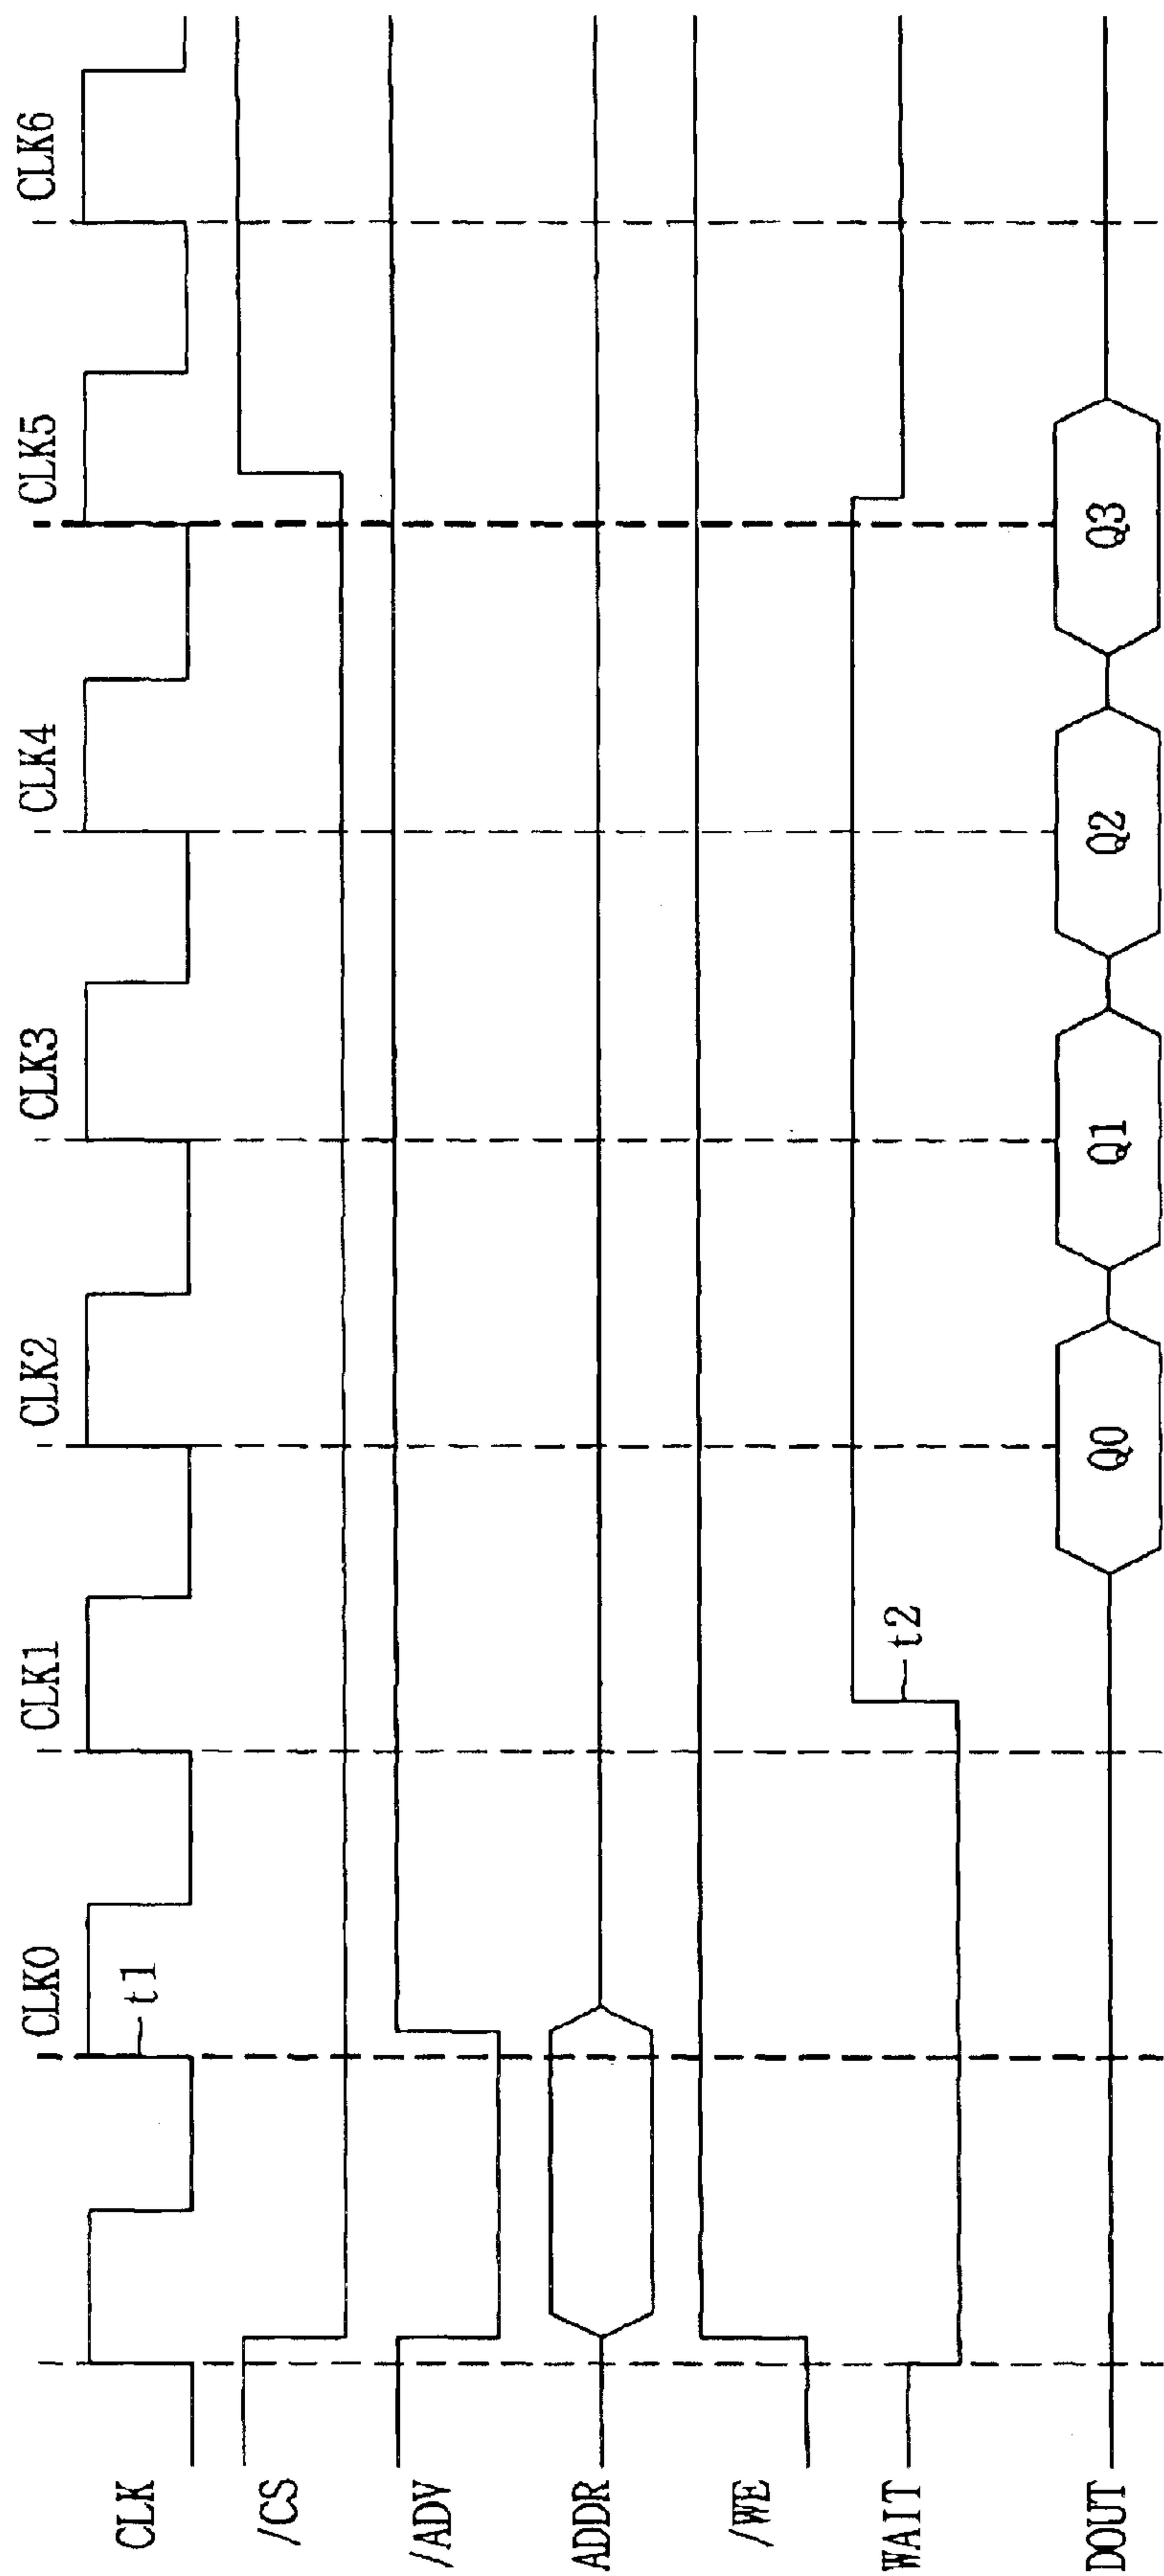 CLK0
CLK1
CLK2
CLK3
CLK4
CLK5
CLK6
CLK
t1
/CS
/ADV
ADDR
/WE
WAIT
t2
DOUT
Q0
Q1
Q2
Q3